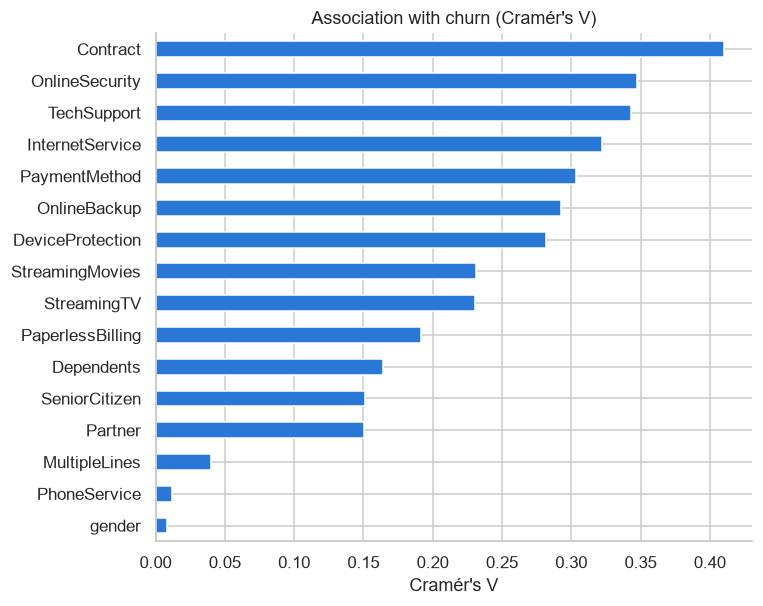 Association with churn (Cramér's V)
Contract
OnlineSecurity
TechSupport
InternetService
PaymentMethod
OnlineBackup
DeviceProtection
StreamingMovies
StreamingTV
PaperlessBilling
Dependents
SeniorCitizen
Partner
MultipleLines
PhoneService
gender
0.00 0.05 0.10 0.15 0.20 0.25 0.30 0.35 0.40
Cramér's V